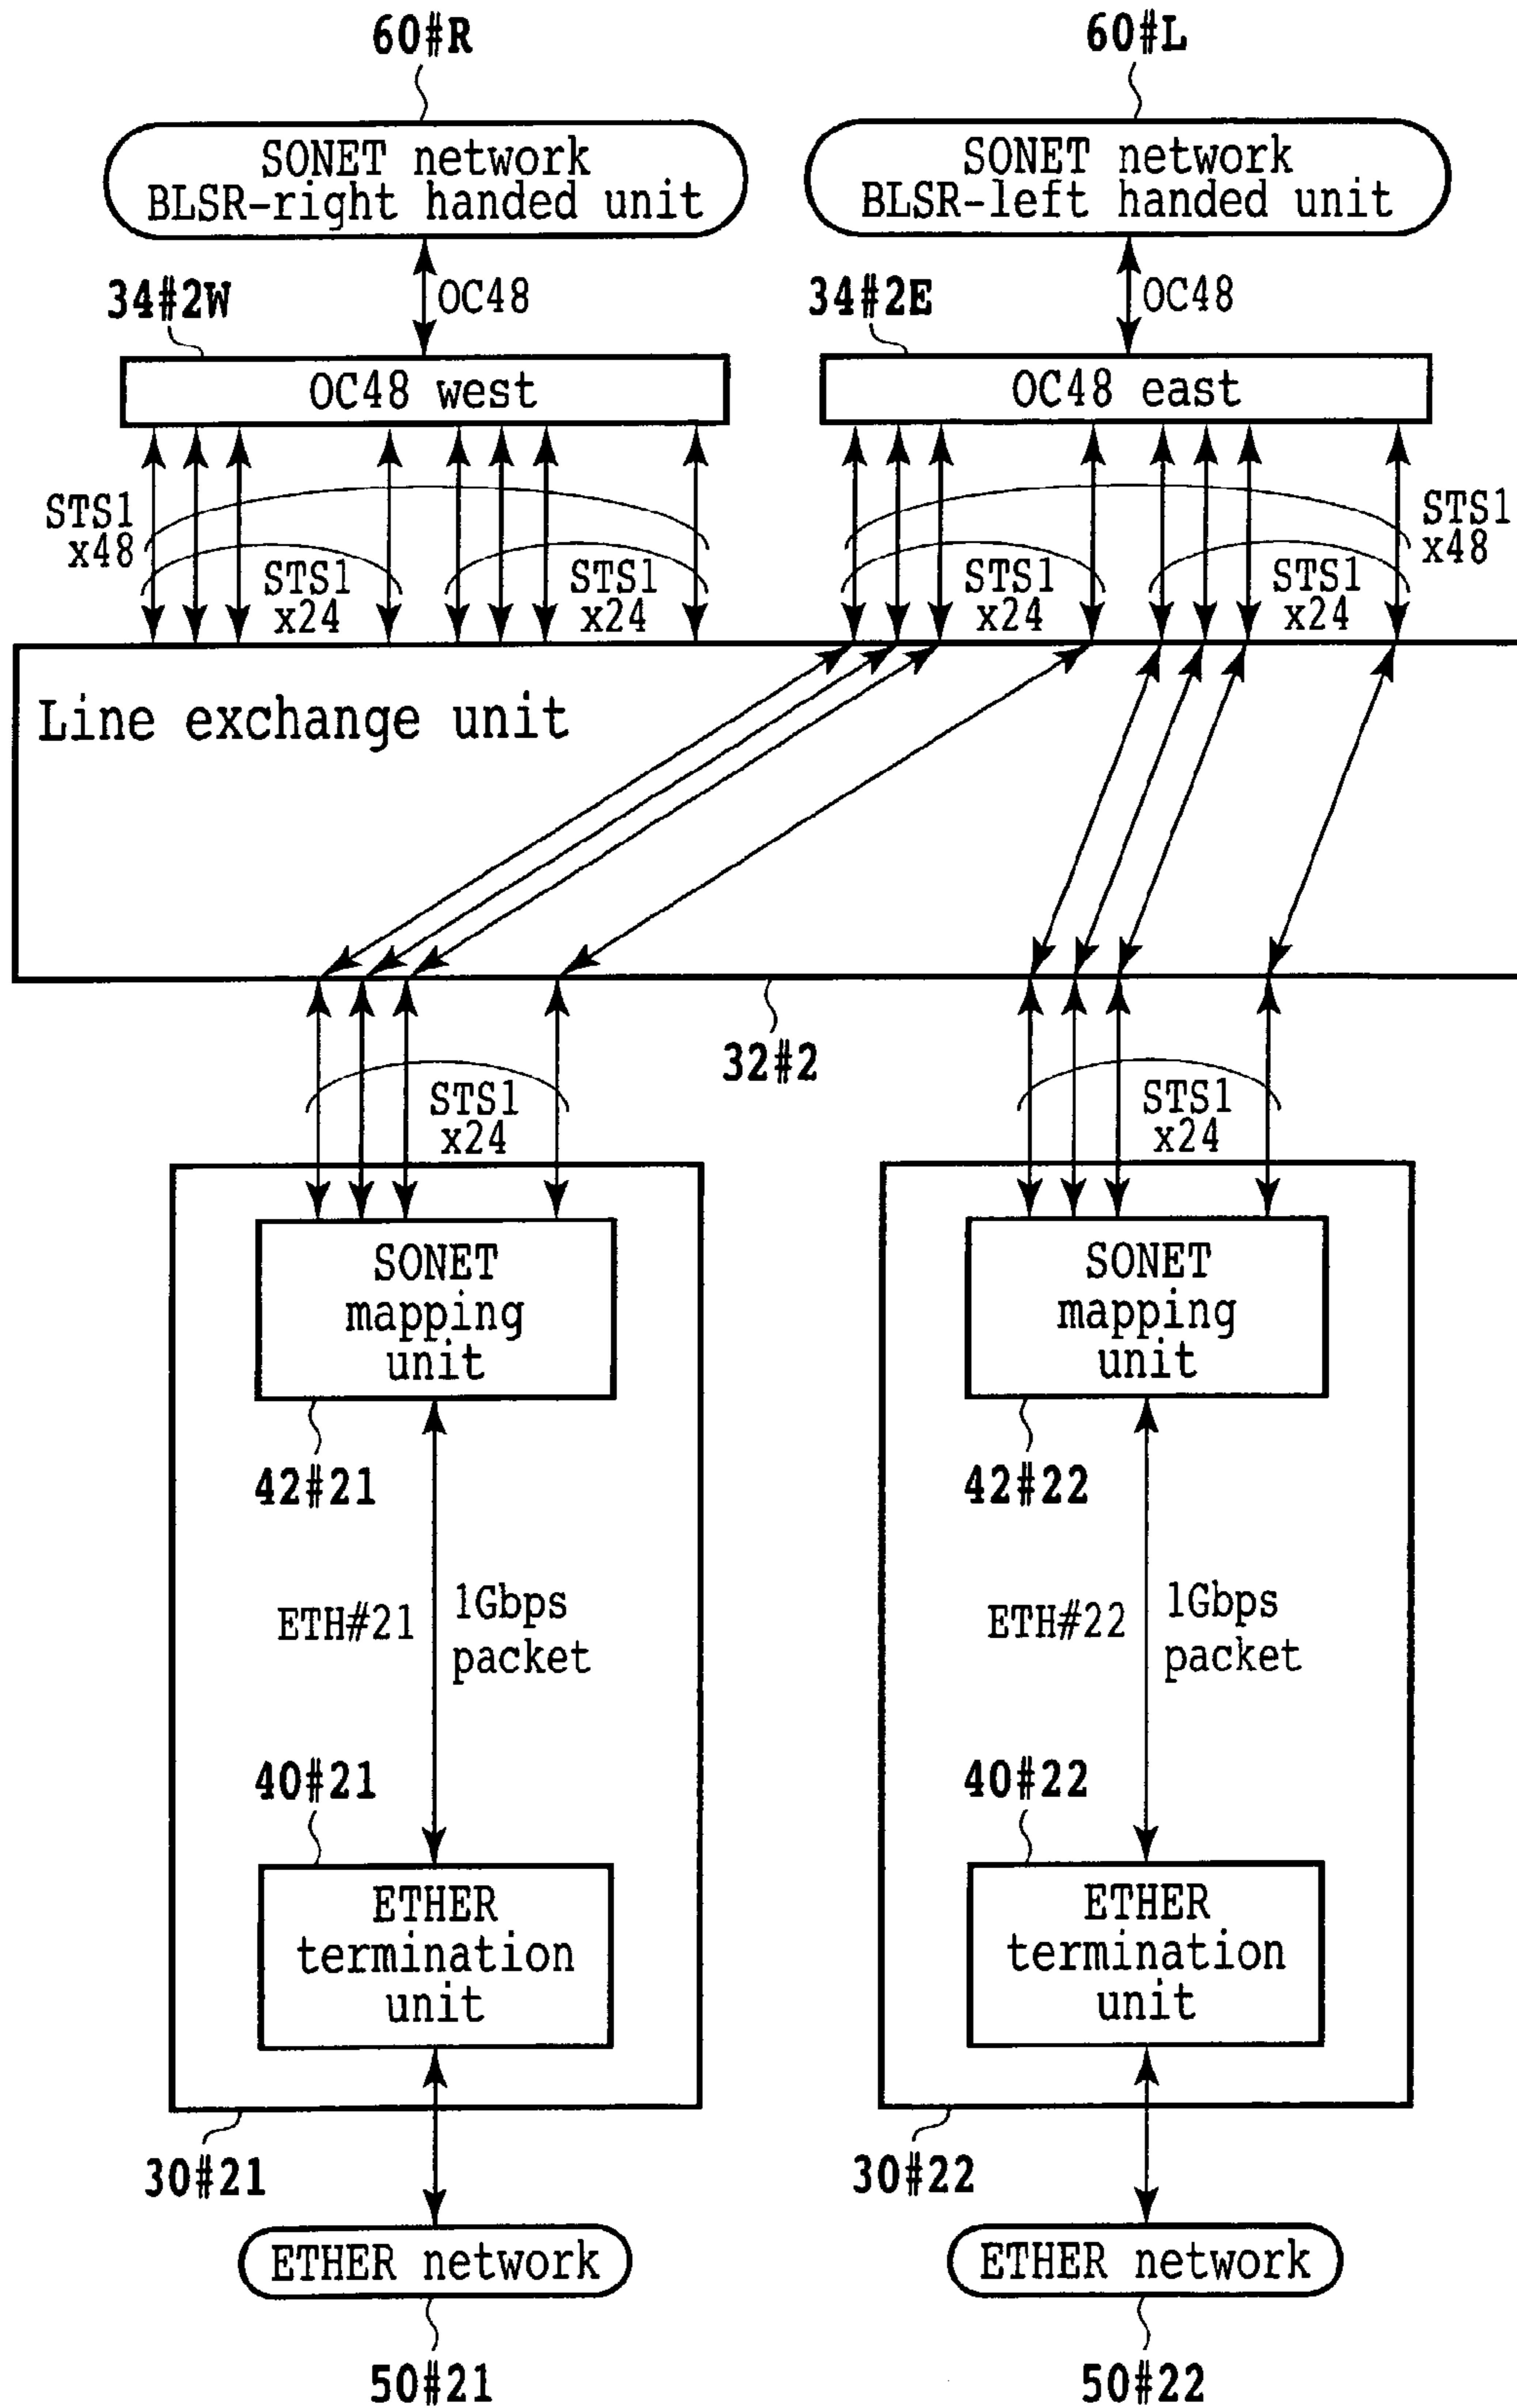 60#R
60#L
SONET network
BLSR-right handed unit
SONET network
BLSR-left handed unit
34#2W
OC48
34#2E
OC48
OC48 west
OC48 east
STS1
x48
STS1
x24
STS1
x24
STS1
x24
STS1
x24
STS1
x48
Line exchange unit
32#2
STS1
x24
STS1
x24
SONET
mapping
unit
SONET
mapping
unit
42#21
42#22
ETH#21
1Gbps
packet
ETH#22
1Gbps
packet
40#21
40#22
ETHER
termination
unit
ETHER
termination
unit
30#21
30#22
ETHER network
ETHER network
50#21
50#22